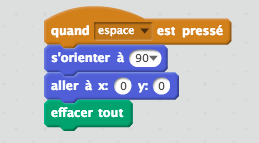 quand espace est pressé
s'orienter à 90
aller à x: 0 y: 0
effacer tout